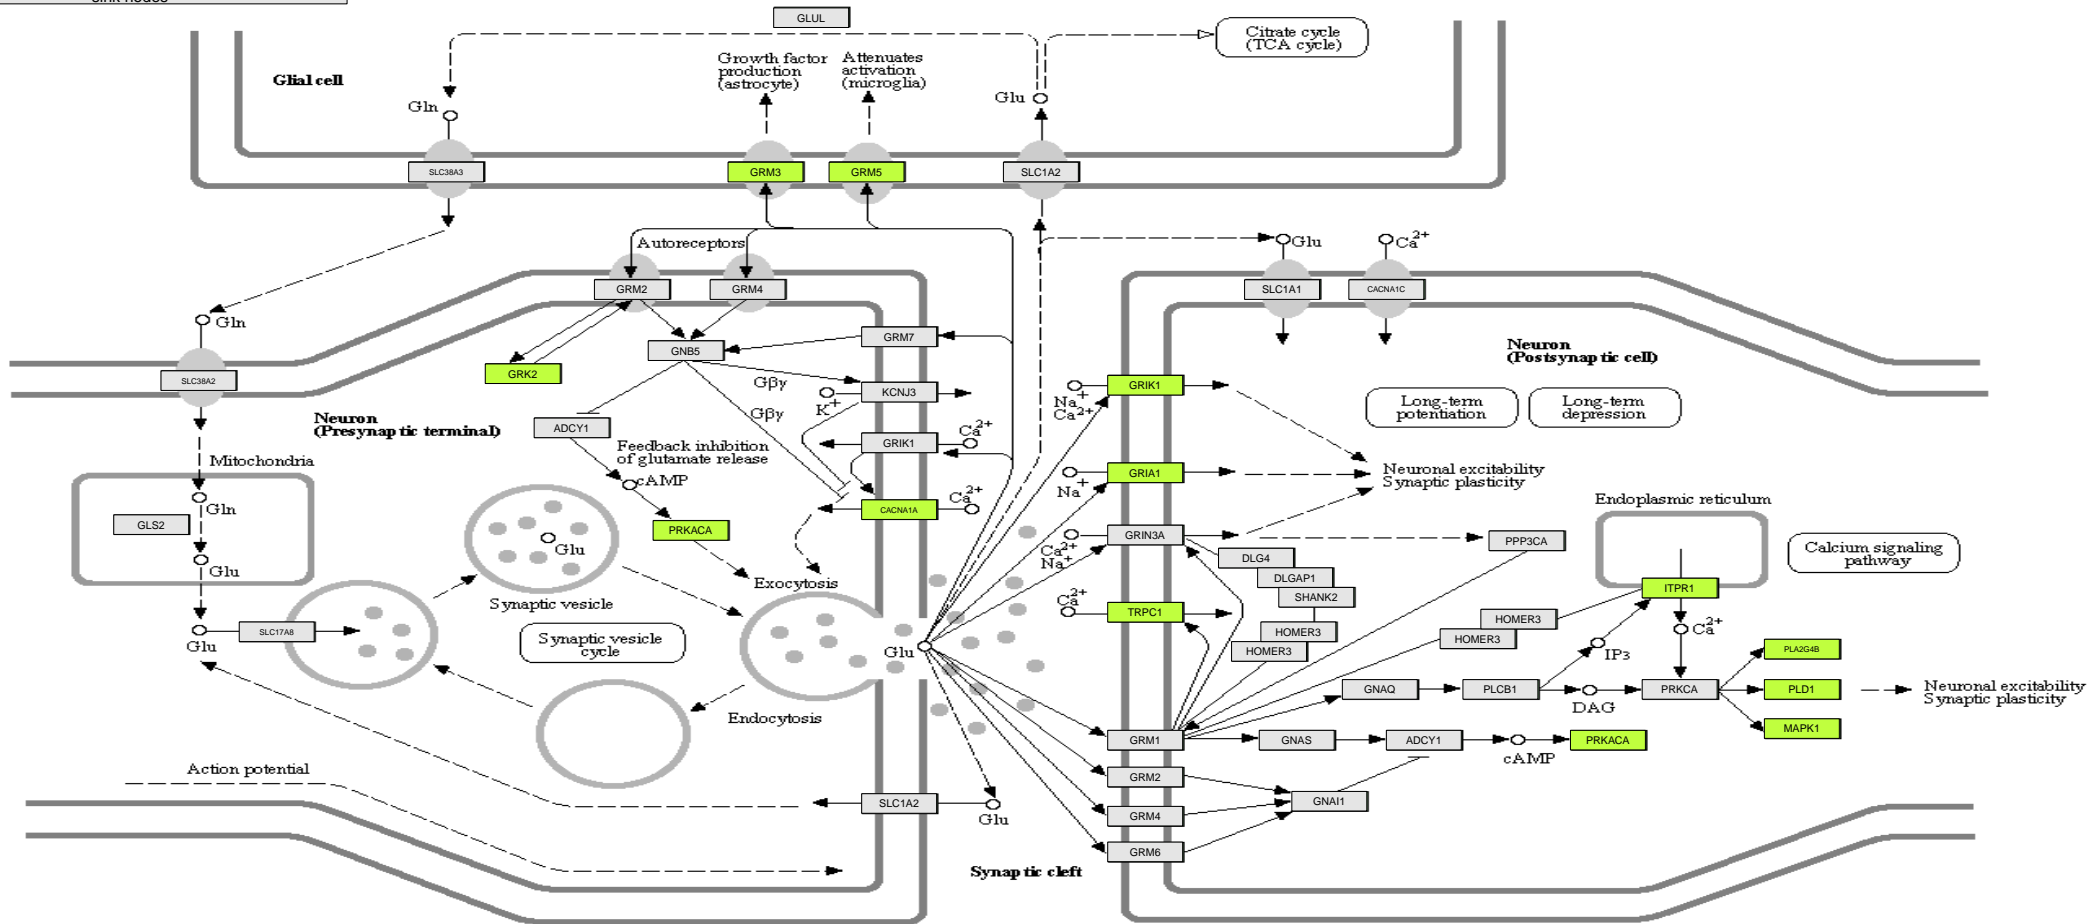 sink nodes
GLUL
Citrate cycle
(TCA cycle)
Glial cell
Growth factor
production
(astrocyte)
Attenuates
activation
(microglia)
Gln
Glu
SLC38A3
GRM3
GRM5
SLC1A2
Autoreceptors
Glu
Ca2+
GRM2
GRM4
SLC1A1
CACNA1C
Gln
GRM7
GNB5
Neuron
(Postsynaptic cell)
GRK2
SLC38A2
Gβγ
KCNJ3
K+
Gβγ
GRIK1
Na+
Ca2+
Long-term
potentiation
Long-term
depression
Neuron
(Presynaptic terminal)
ADCY1
GRIK1
Ca2+
Feedback inhibition
of glutamate release
cAMP
Mitochondria
GRIA1
Na+
Neuronal excitability
Synaptic plasticity
Gln
GLS2
Glu
Glu
PRKACA
CACNA1A
Ca2+
Endoplasmic reticulum
GRIN3A
Ca2+
Na+
PPP3CA
DLG4
DLGAP1
SHANK2
HOMER3
HOMER3
Calcium signaling
pathway
Exocytosis
Synaptic vesicle
ITPR1
TRPC1
Ca2+
HOMER3
HOMER3
Ca2+
IP3
SLC17A8
Glu
Synaptic vesicle
cycle
Glu
PLA2G4B
GNAQ
PLCB1
DAG
PRKCA
PLD1
Neuronal excitability
Synaptic plasticity
MAPK1
Endocytosis
GRM1
GNAS
ADCY1
cAMP
PRKACA
Action potential
GRM2
SLC1A2
Glu
GNAI1
GRM4
GRM6
Synaptic cleft